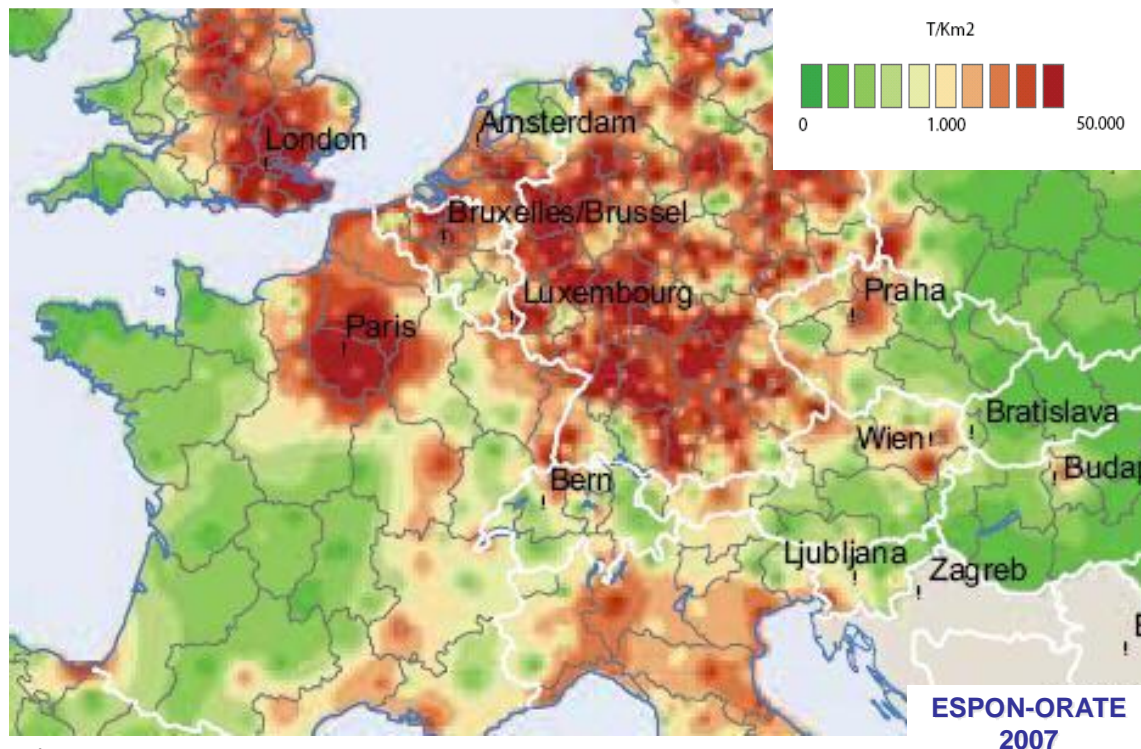 T/Km2
0 1.000 50.000
London
Amsterdam
Bruxelles/Brussel
Luxembourg
Praha
Paris
Bratislava
Wien
Budap
Bern
Ljubljana
Zagreb
ESPON-ORATE
2007